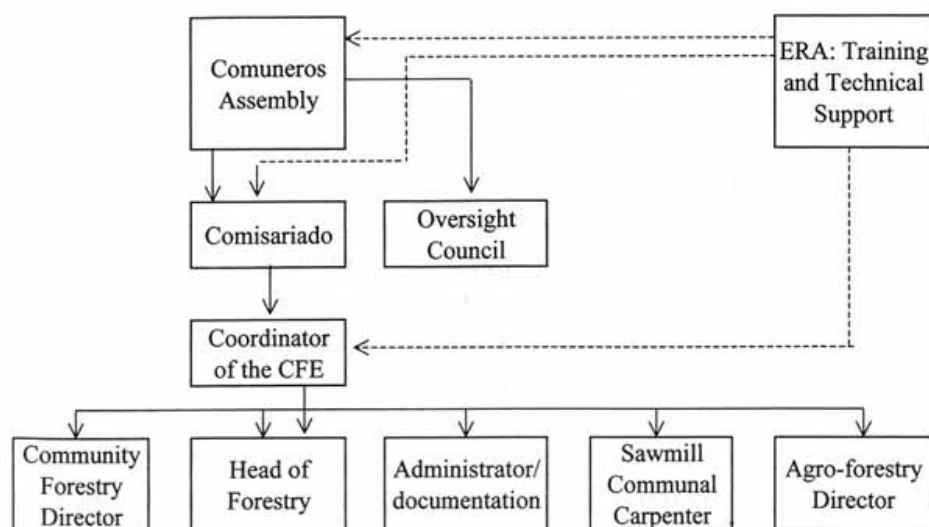 Comuneros
Assembly
ERA: Training
and Technical
Support
Comisariado
Oversight
Council
Coordinator
of the CFE
Community
Forestry
Director
Head of
Forestry
Administrator/
documentation
Sawmill
Communal
Carpenter
Agro-forestry
Director